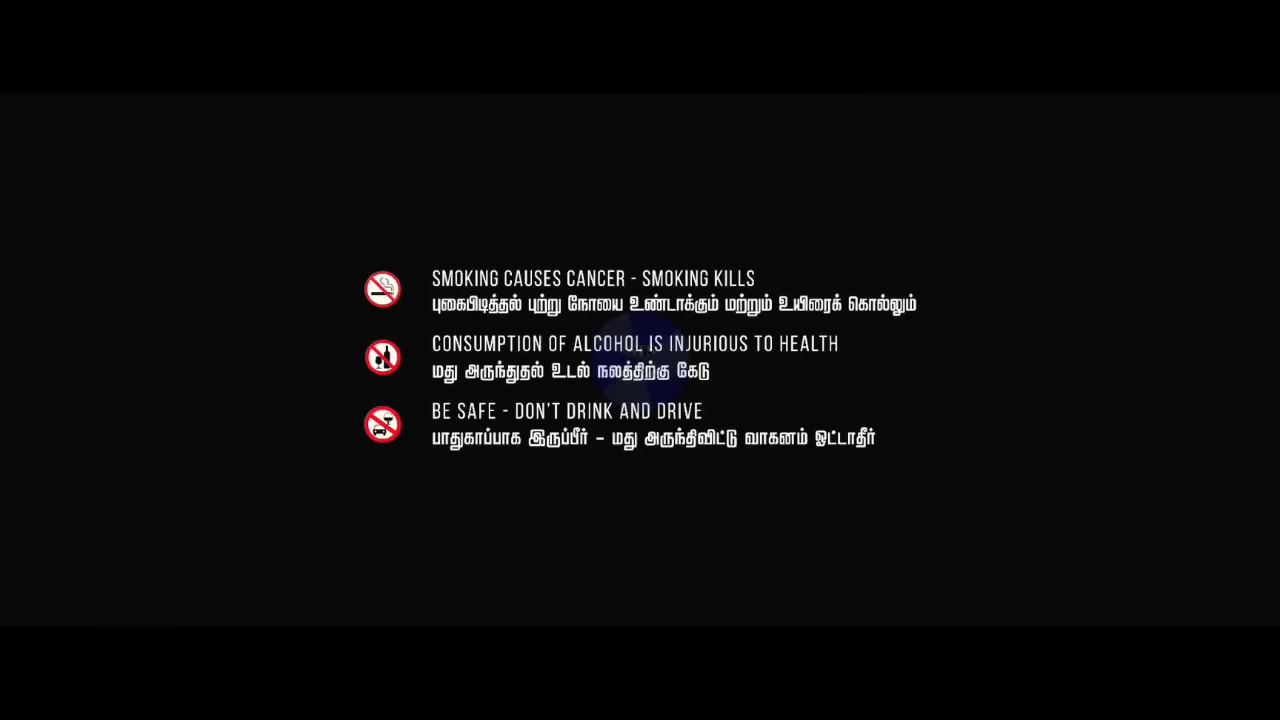 SMOKING CAUSES CANCER - SMOKING KILLS
புகைபிடித்தல் புற்று நோயை உண்டாக்கும் மற்றும் உயிரைக் கொல்லும்
CONSUMPTION OF ALCOHOL IS INJURIOUS TO HEALTH
மது அருந்துதல் உடல் நலத்திற்கு கேடு
BE SAFE - DON'T DRINK AND DRIVE
பாதுகாப்பாக இருப்பீர் - மது அருந்திவிட்டு வாகனம் ஓட்டாதீர்